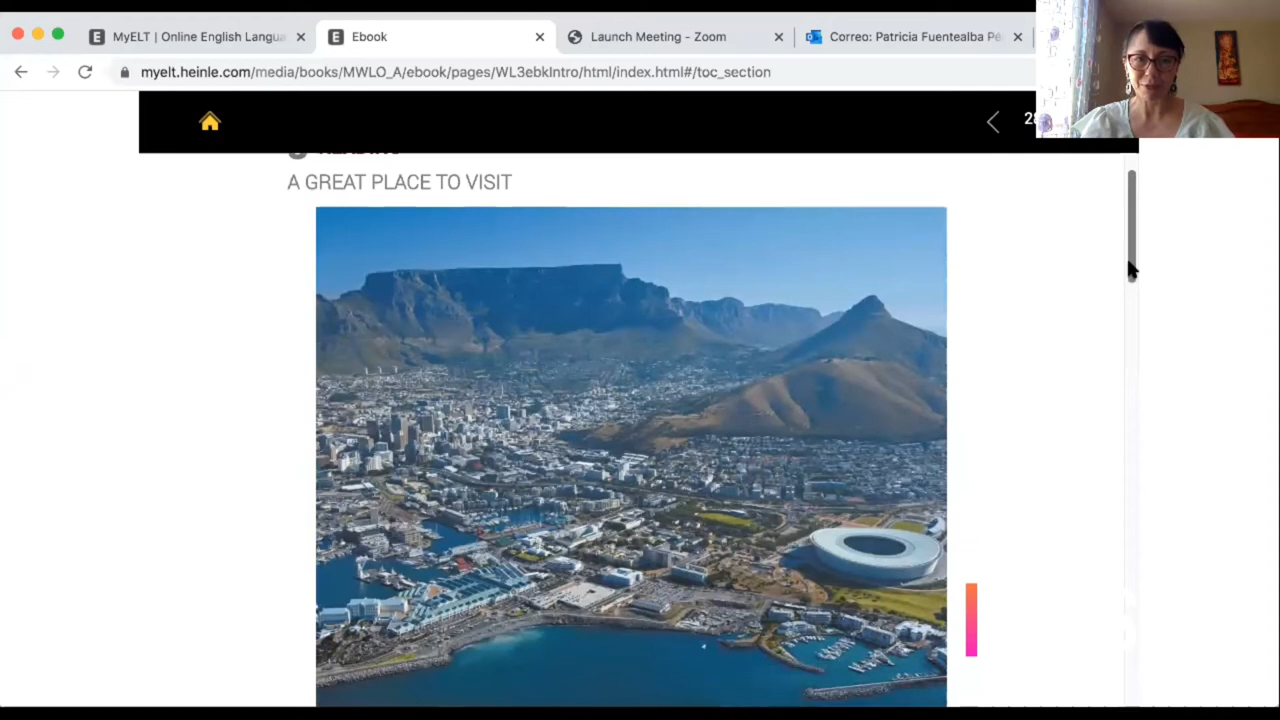 MyELT | Online English Langua
Ebook
Launch Meeting - Zoom
Correo: Patricia Fuentealba Pe
myelt.heinle.com/media/books/MWLO_A/ebook/pages/WL3ebkIntro/html/index.html#/toc_section
READING
A GREAT PLACE TO VISIT